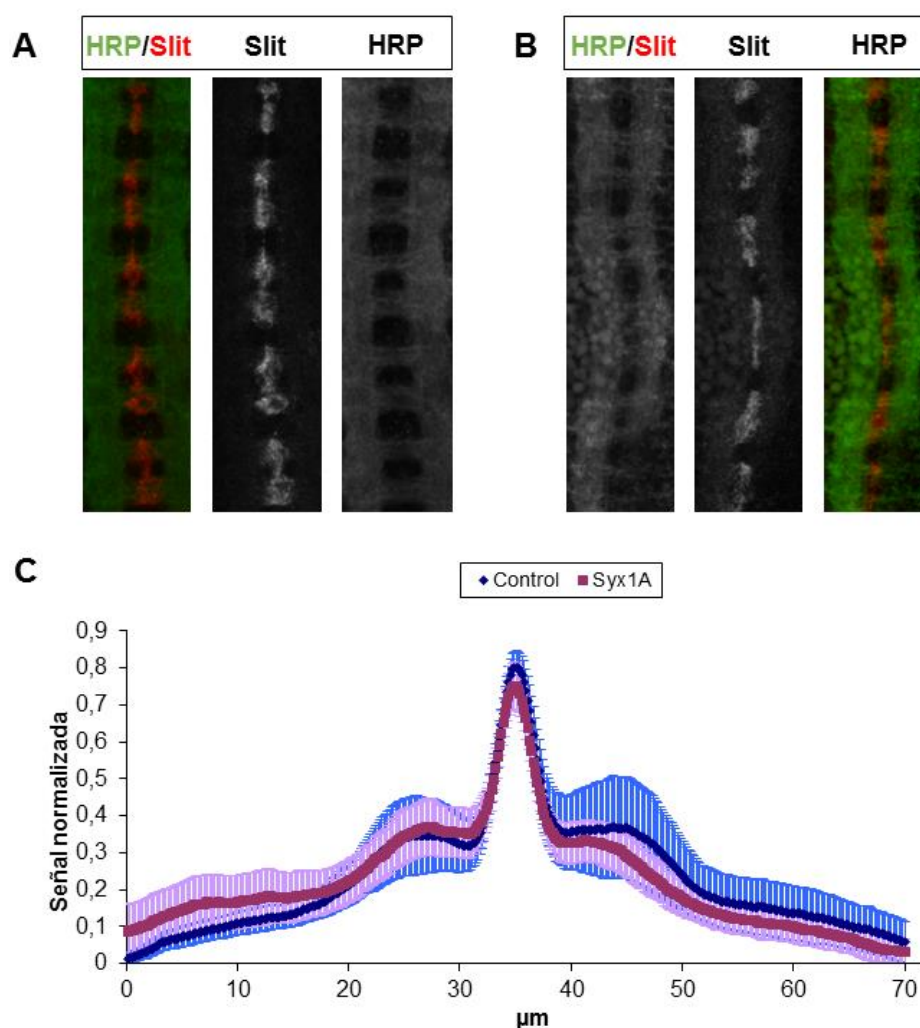 A
HRP/Slit Slit HRP
B
HRP/Slit Slit HRP
C
Control Syx1A
0,9
0,8
0,7
0,6
0,5
0,4
0,3
0,2
0,1
0
Señal normalizada
0 10 20 30 40 50 60 70
µm